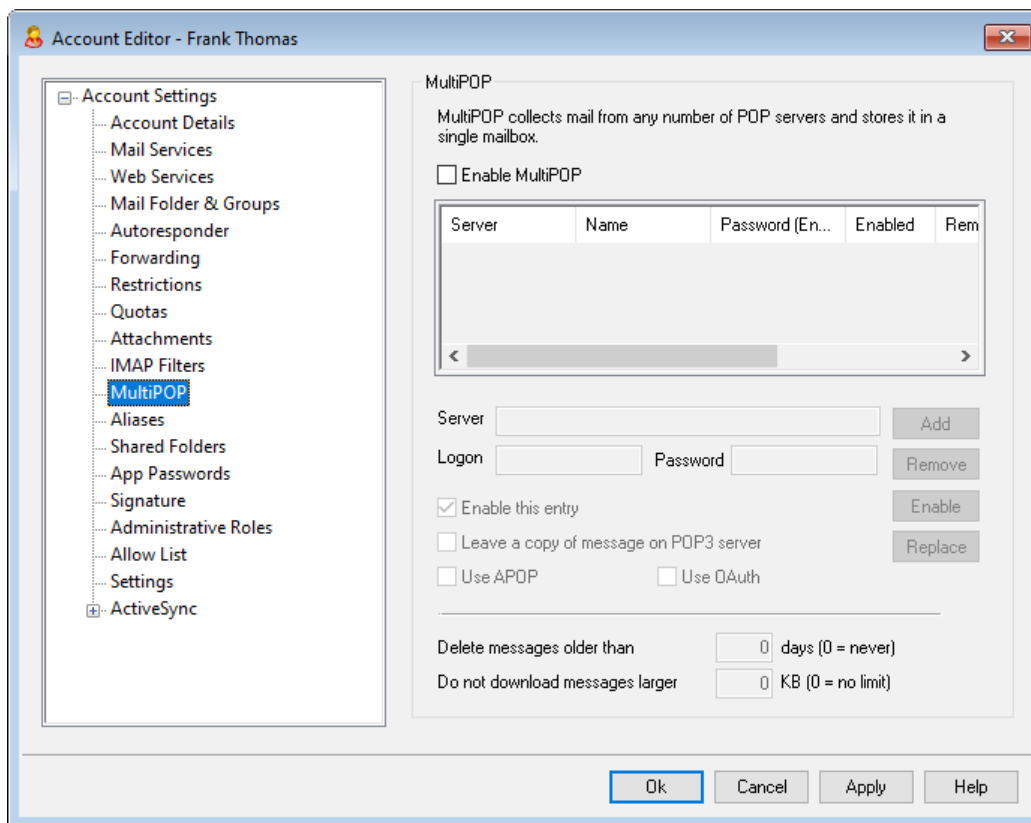 Account Editor - Frank Thomas
Account Settings
Account Details
Mail Services
Web Services
Mail Folder & Groups
Autoresponder
Forwarding
Restrictions
Quotas
Attachments
IMAP Filters
MultiPOP
Aliases
Shared Folders
App Passwords
Signature
Administrative Roles
Allow List
Settings
ActiveSync
MultiPOP
MultiPOP collects mail from any number of POP servers and stores it in a
single mailbox.
Enable MultiPOP
Server Name Password (En... Enabled Rem
Server Add
Logon Password Remove
Enable this entry Enable
Leave a copy of message on POP3 server Replace
Use APOP Use OAuth
Delete messages older than 0 days (0 = never)
Do not download messages larger 0 KB (0 = no limit)
Ok Cancel Apply Help